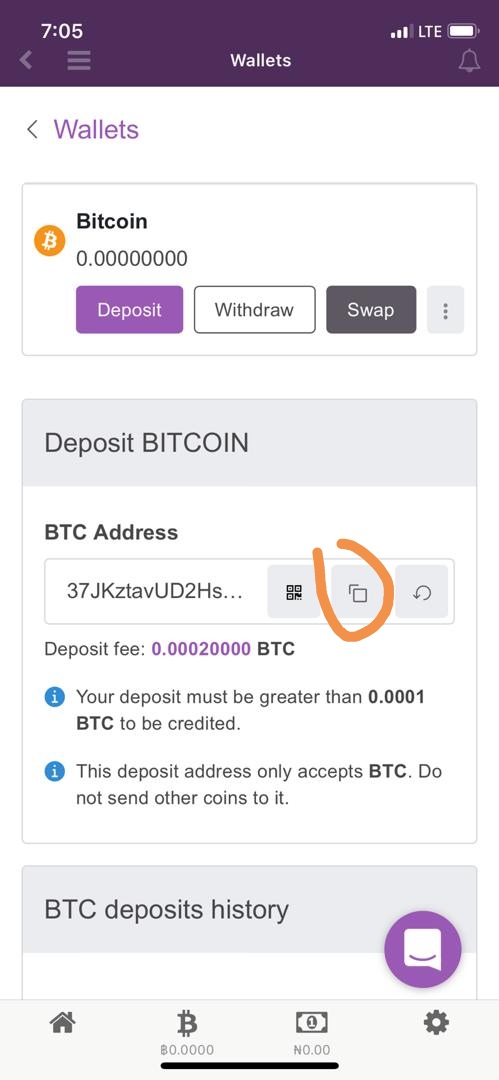 7:05
LTE
Wallets
Wallets
Bitcoin
0.00000000
Deposit
Withdraw
Swap
Deposit BITCOIN
BTC Address
37JKztavUD2Hs...
Deposit fee: 0.00020000 BTC
Your deposit must be greater than 0.0001
BTC to be credited.
This deposit address only accepts BTC. Do
not send other coins to it.
BTC deposits history
฿0.0000
₦0.00